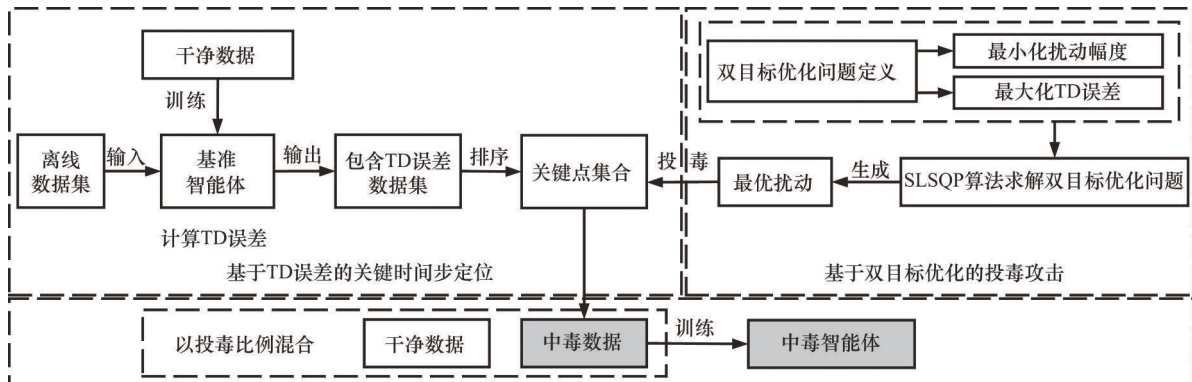 干净数据
训练
离线
数据集
输入
基准
智能体
输出
包含TD误差
数据集
排序
关键点集合
计算TD误差
基于TD误差的关键时间步定位
双目标优化问题定义
最小化扰动幅度
最大化TD误差
SLSQP算法求解双目标优化问题
生成
最优扰动
投毒
基于双目标优化的投毒攻击
以投毒比例混合
干净数据
中毒数据
训练
中毒智能体